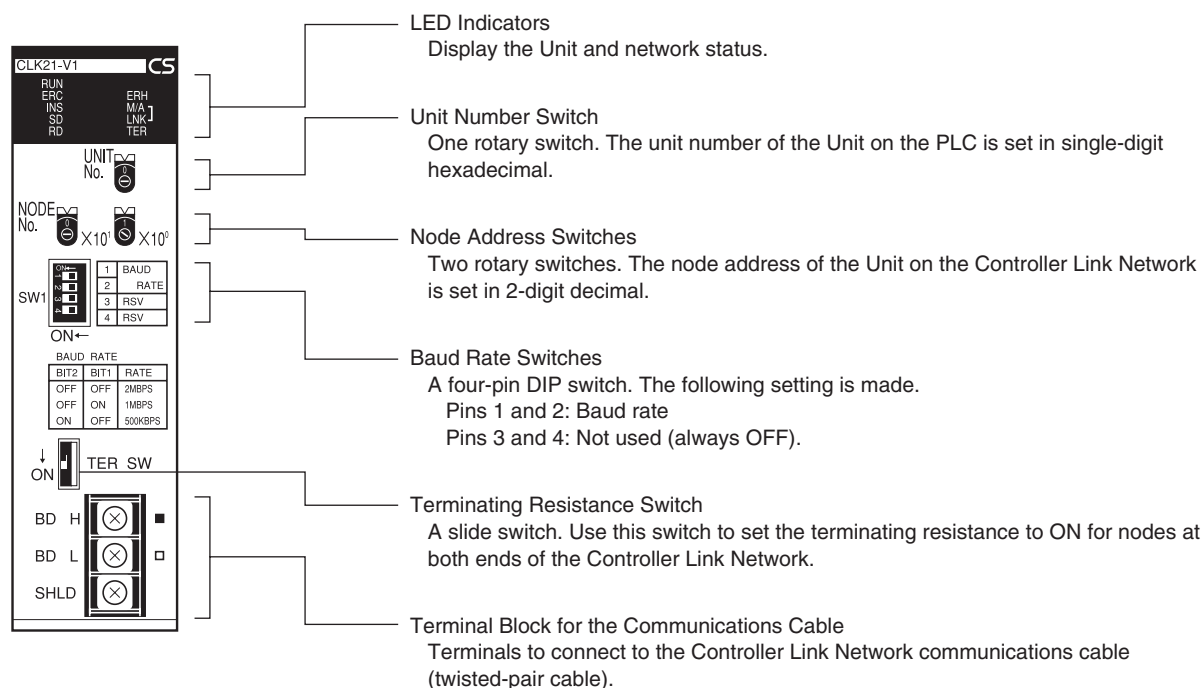 LED Indicators
Display the Unit and network status.
CLK21-V1
CS
RUN
ERC ERH
INS M/A
SD LNK
RD TER
Unit Number Switch
One rotary switch. The unit number of the Unit on the PLC is set in single-digit
hexadecimal.
UNIT
No.
0
NODE
No.
0
X10¹
1
X10⁰
Node Address Switches
Two rotary switches. The node address of the Unit on the Controller Link Network
is set in 2-digit decimal.
SW1
ON←
1 2 3 4
1 BAUD
2 RATE
3 RSV
4 RSV
ON←
BAUD RATE
BIT2 BIT1 RATE
OFF OFF 2MBPS
OFF ON 1MBPS
ON OFF 500KBPS
Baud Rate Switches
A four-pin DIP switch. The following setting is made.
Pins 1 and 2: Baud rate
Pins 3 and 4: Not used (always OFF).
↓
ON
TER SW
Terminating Resistance Switch
A slide switch. Use this switch to set the terminating resistance to ON for nodes at
both ends of the Controller Link Network.
BD H
BD L
SHLD
Terminal Block for the Communications Cable
Terminals to connect to the Controller Link Network communications cable
(twisted-pair cable).